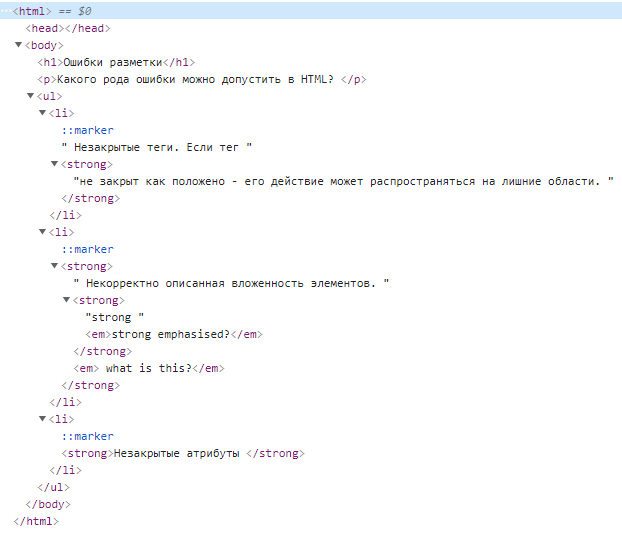 ···<html> == $0
<head></head>
▼<body>
<h1>Ошибки разметки</h1>
<p>Какого рода ошибки можно допустить в HTML? </p>
▼<ul>
▼<li>
::marker
" Незакрытые теги. Если тег "
▼<strong>
"не закрыт как положено - его действие может распространяться на лишние области. "
</strong>
</li>
▼<li>
::marker
▼<strong>
" Некорректно описанная вложенность элементов. "
▼<strong>
"strong "
<em>strong emphasised?</em>
</strong>
<em> what is this?</em>
</strong>
</li>
▼<li>
::marker
<strong>Незакрытые атрибуты </strong>
</li>
</ul>
</body>
</html>